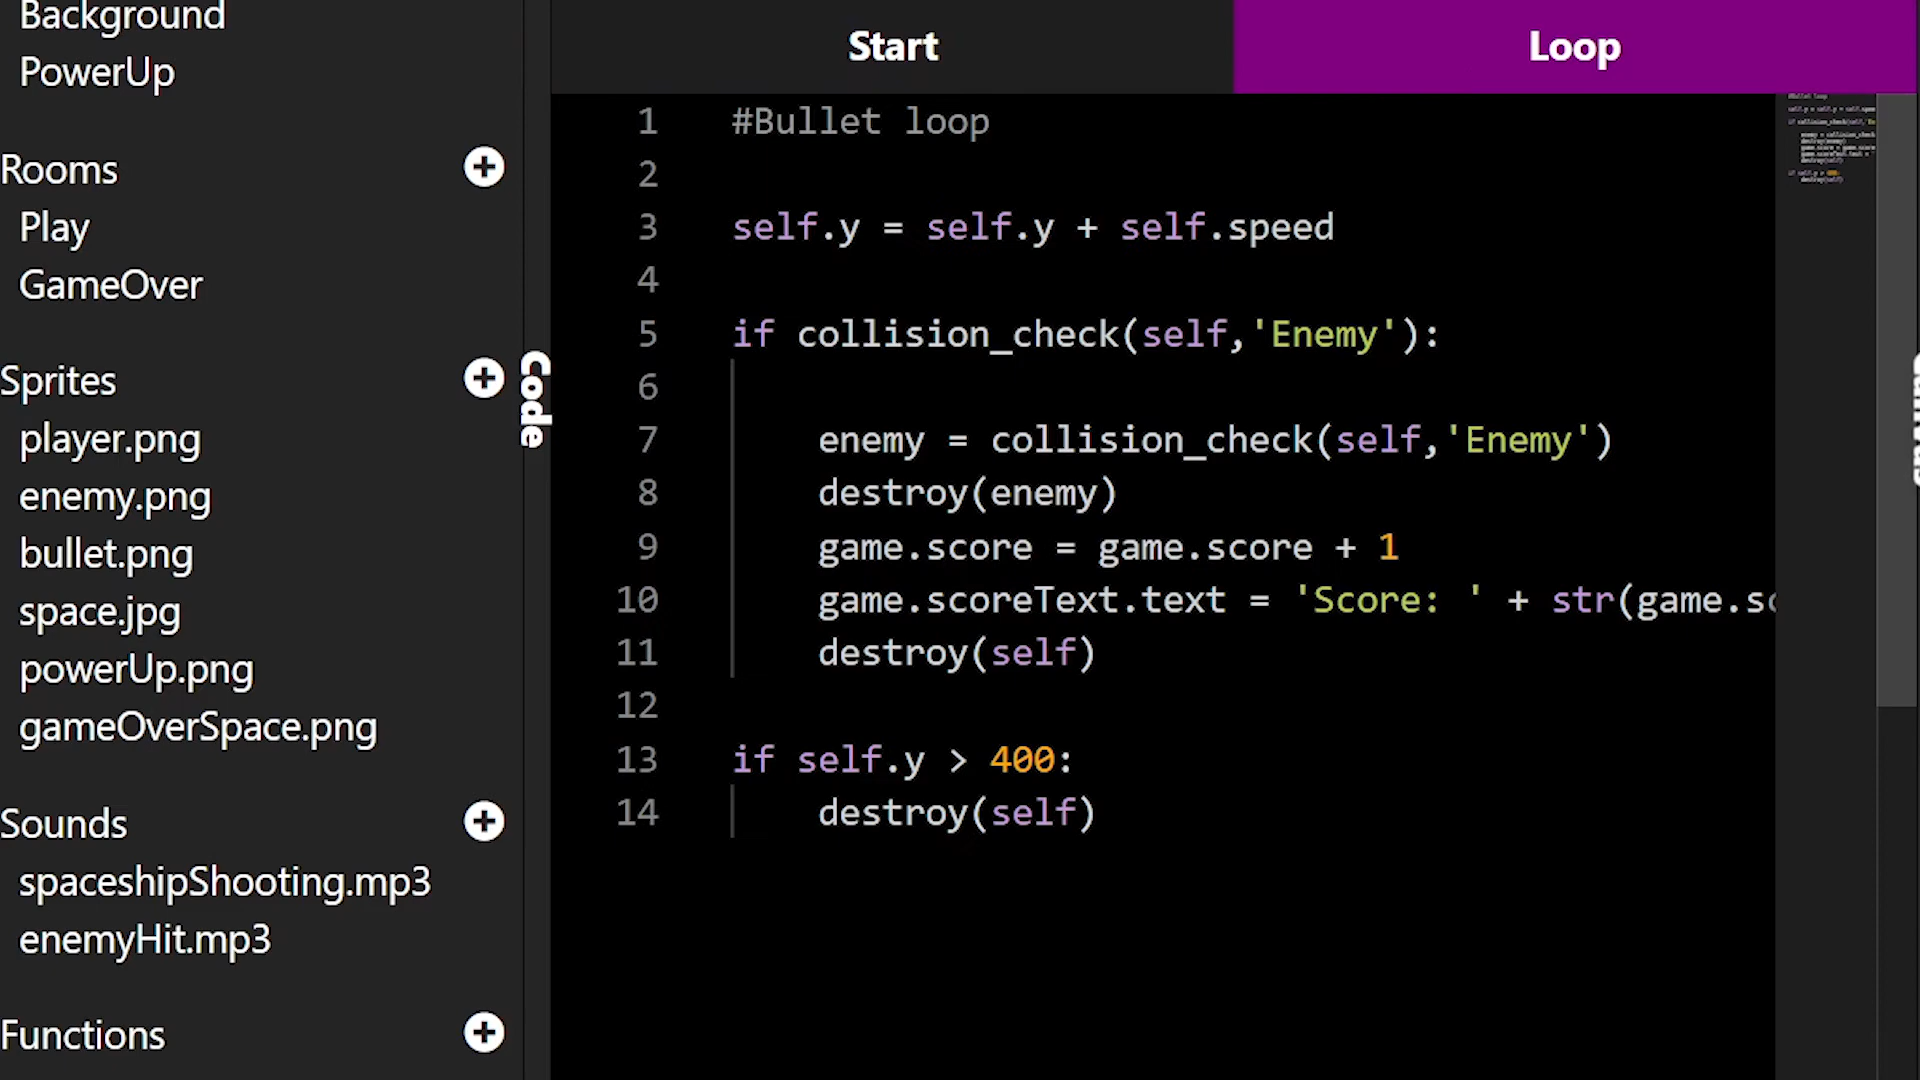 Background
PowerUp
Rooms
Play
GameOver
Sprites
player.png
enemy.png
bullet.png
space.jpg
powerUp.png
gameOverSpace.png
Sounds
spaceshipShooting.mp3
enemyHit.mp3
Functions
Code
Start
Loop
1 #Bullet loop
2
3 self.y = self.y + self.speed
4
5 if collision_check(self,'Enemy'):
6
7 enemy = collision_check(self,'Enemy')
8 destroy(enemy)
9 game.score = game.score + 1
10 game.scoreText.text = 'Score: ' + str(game.sc
11 destroy(self)
12
13 if self.y > 400:
14 destroy(self)